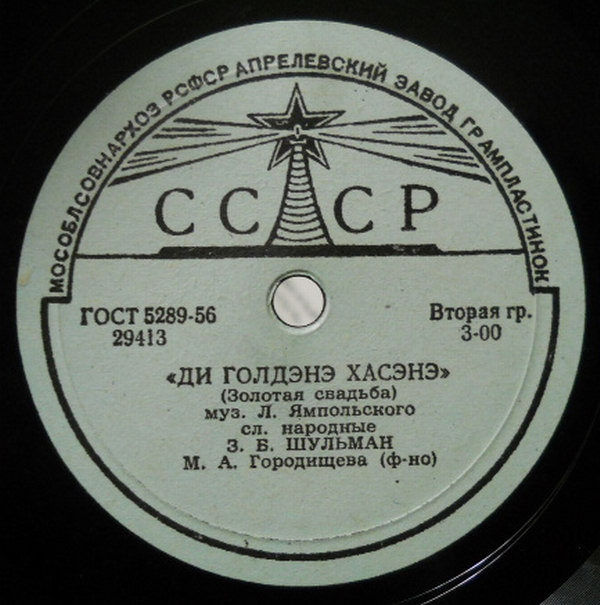 МОСОБЛСОВНАРХОЗ РСФСР АПРЕЛЕВСКИЙ ЗАВОД ГРАМПЛАСТИНОК
СССР
ГОСТ 5289-56
29413
Вторая гр.
3-00
«ДИ ГОЛДЭНЭ ХАСЭНЭ»
(Золотая свадьба)
муз. Л. Ямпольского
сл. народные
З. Б. ШУЛЬМАН
М. А. Городищева (ф-но)